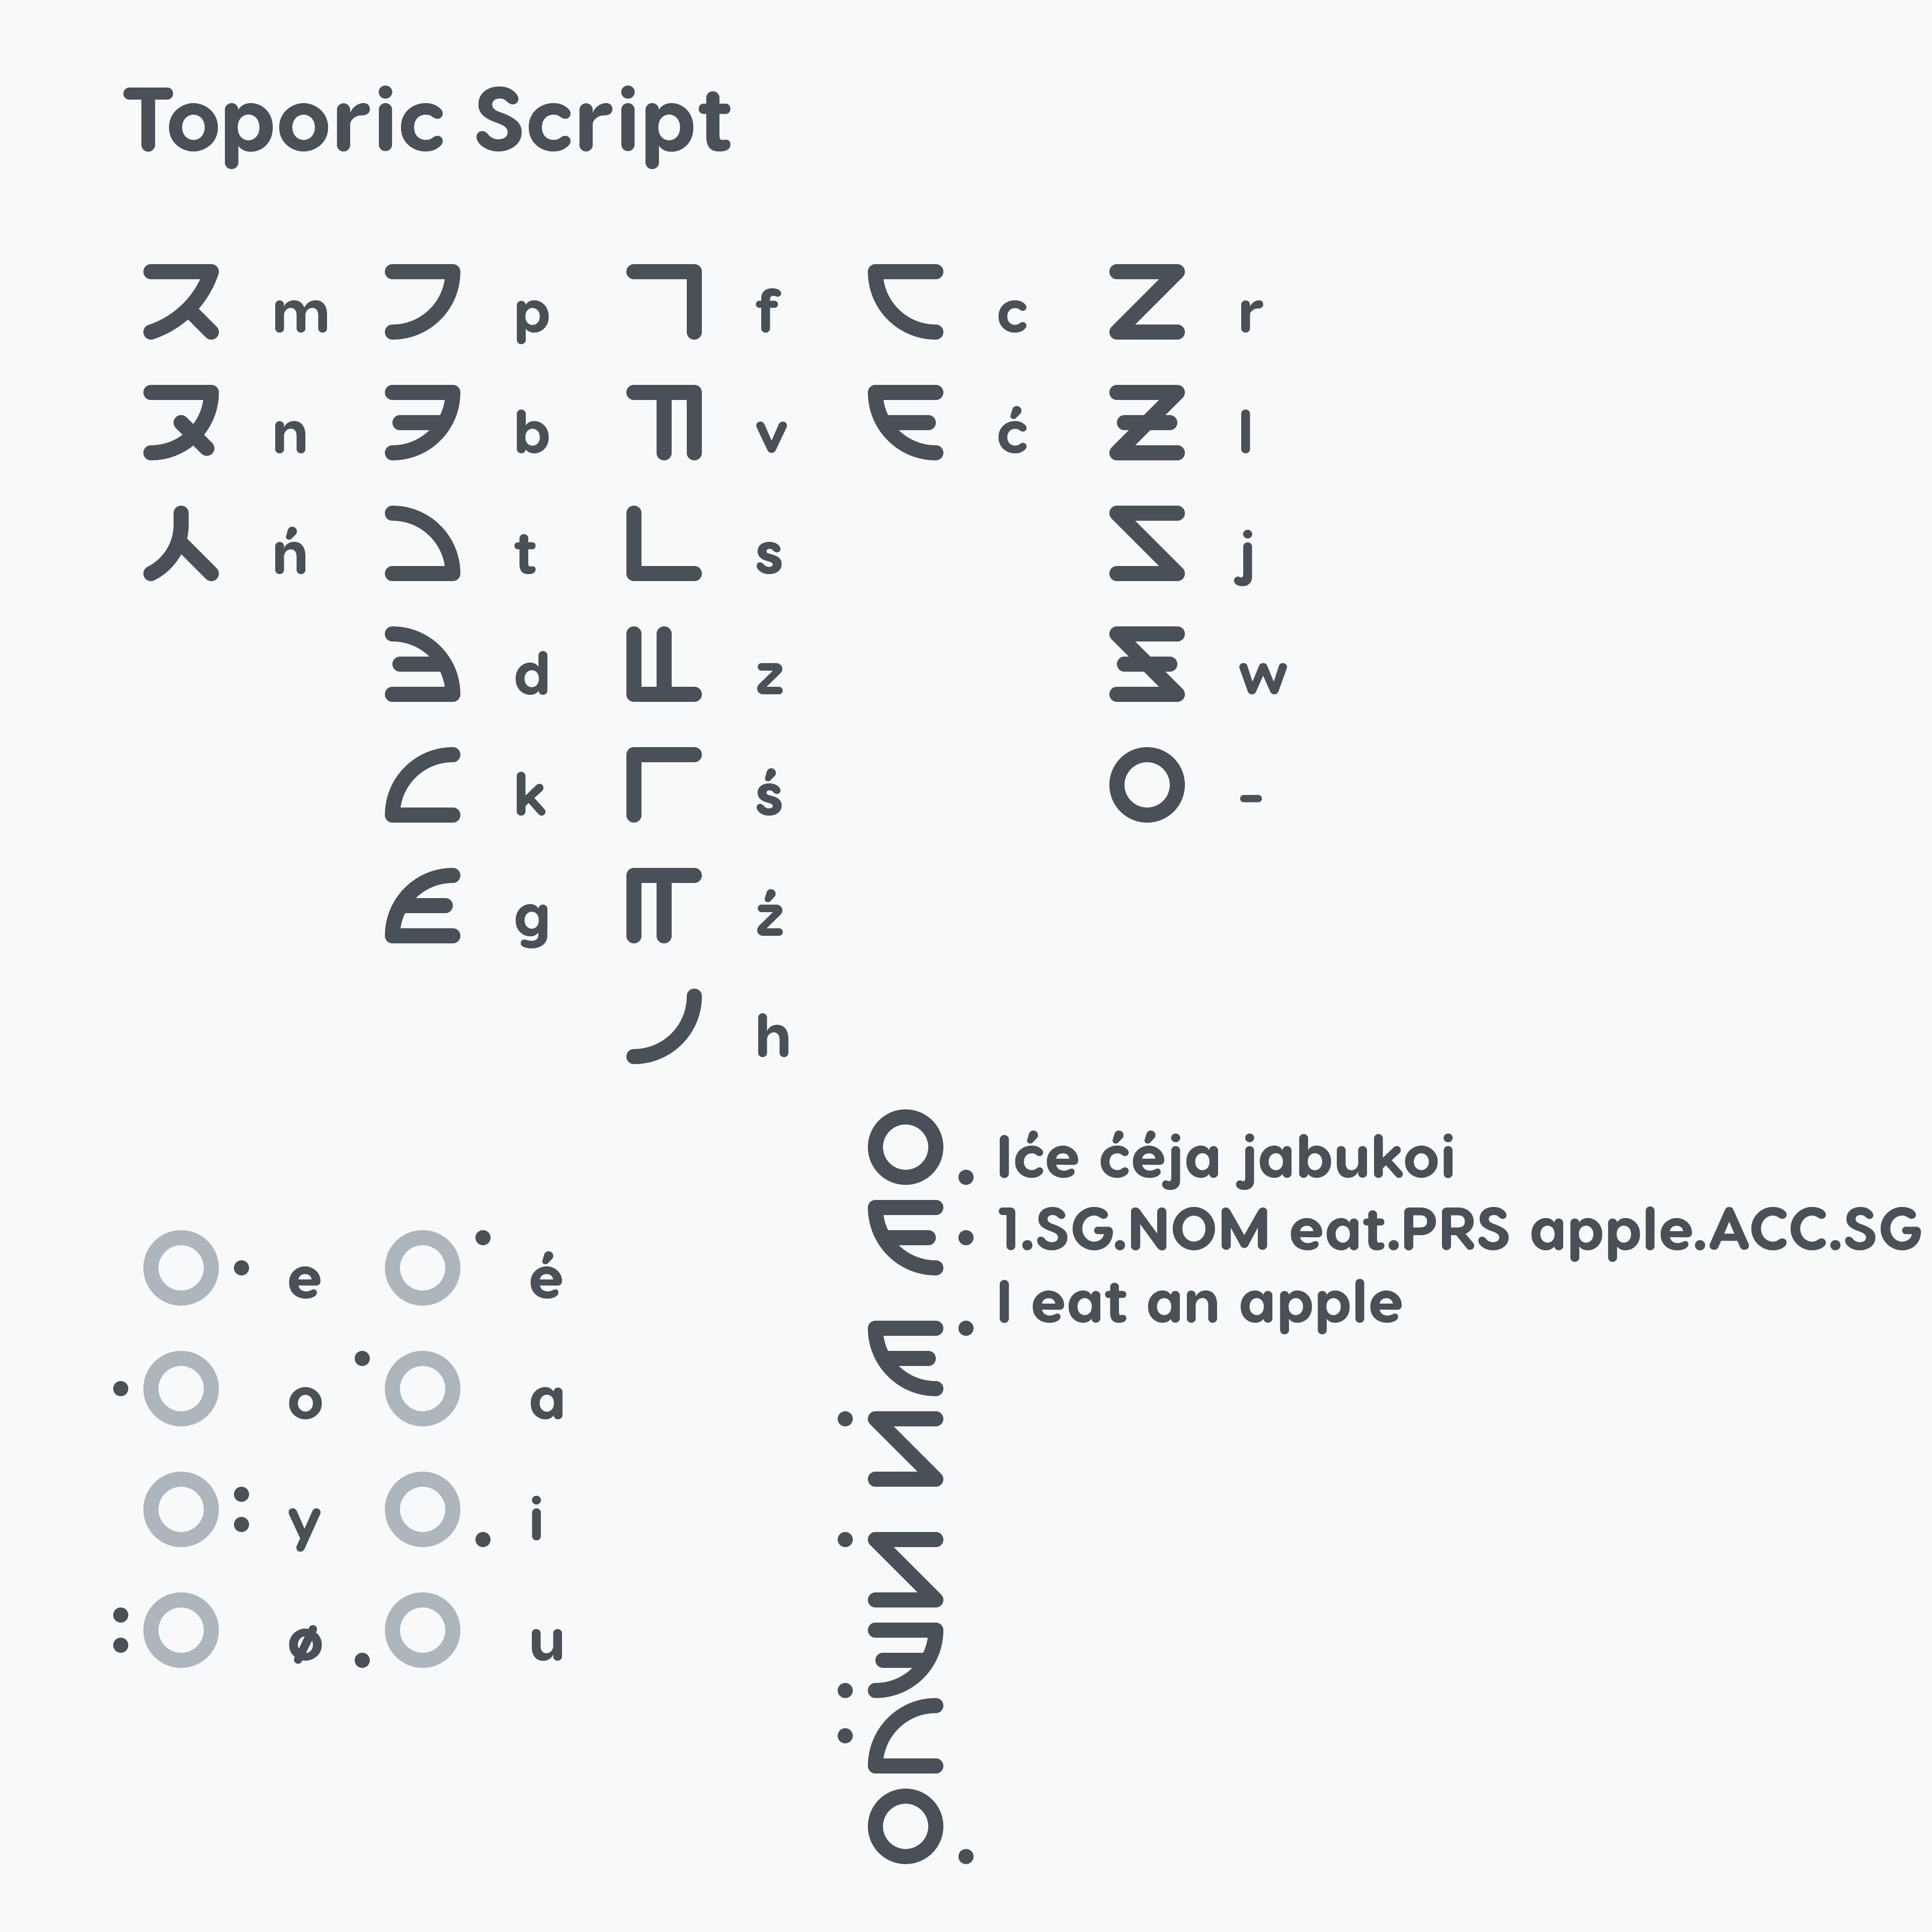 Toporic Script
m p f c r
n b v ć l
ń t s j
d z w
k ś -
g ź
h
Ićе ćéja jabukoi
1.SG.NOM eat.PRS apple.ACC.SG
I eat an apple
e é
o a
y i
ø u